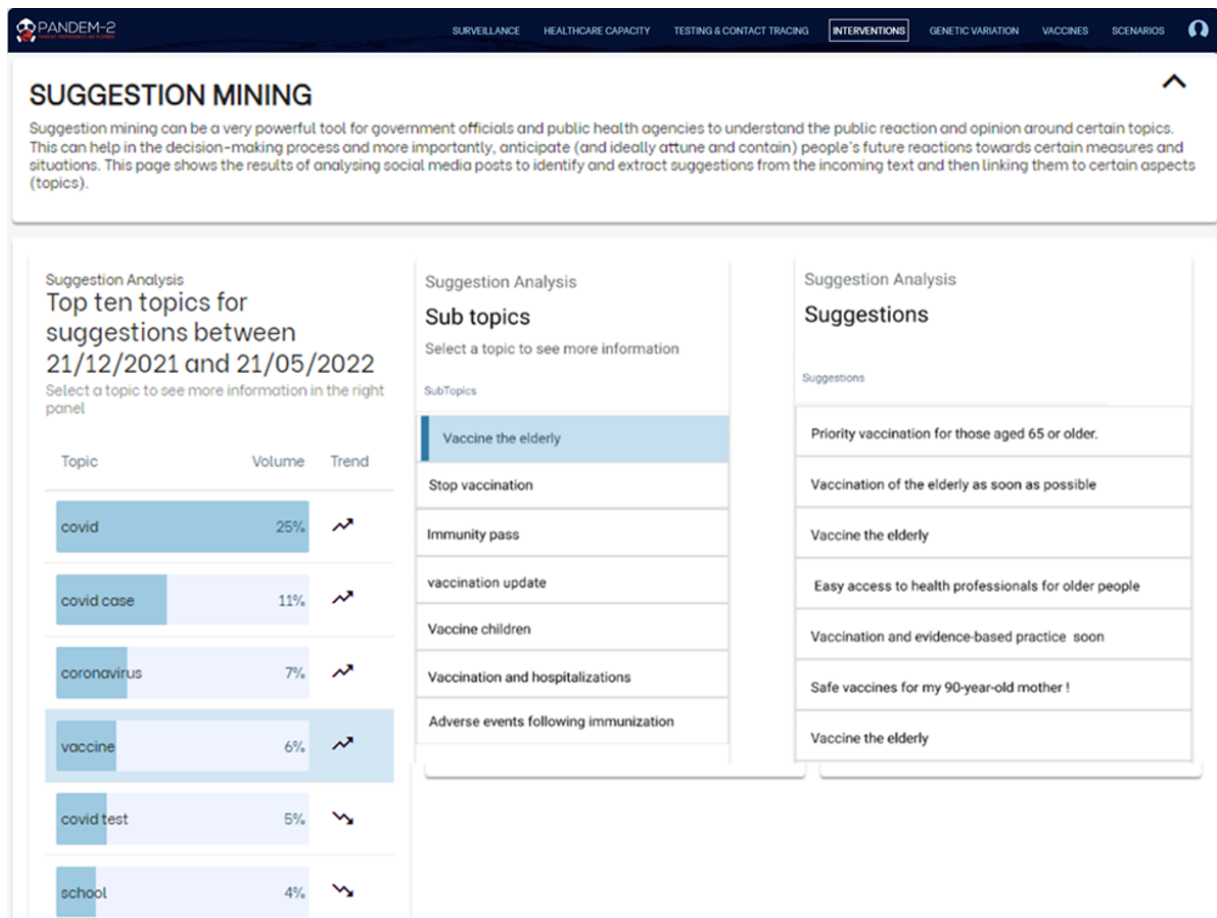 PANDEM-2
SURVEILLANCE HEALTHCARE CAPACITY TESTING & CONTACT TRACING INTERVENTIONS GENETIC VARIATION VACCINES SCENARIOS
SUGGESTION MINING
Suggestion mining can be a very powerful tool for government officials and public health agencies to understand the public reaction and opinion around certain topics.
This can help in the decision-making process and more importantly, anticipate (and ideally attune and contain) people's future reactions towards certain measures and
situations. This page shows the results of analysing social media posts to identify and extract suggestions from the incoming text and then linking them to certain aspects
(topics).
Suggestion Analysis
Top ten topics for
suggestions between
21/12/2021 and 21/05/2022
Select a topic to see more information in the right
panel
Topic Volume Trend
covid 25%
covid case 11%
coronavirus 7%
vaccine 6%
covid test 5%
school 4%
Suggestion Analysis
Sub topics
Select a topic to see more information
SubTopics
Vaccine the elderly
Stop vaccination
Immunity pass
vaccination update
Vaccine children
Vaccination and hospitalizations
Adverse events following immunization
Suggestion Analysis
Suggestions
Suggestions
Priority vaccination for those aged 65 or older.
Vaccination of the elderly as soon as possible
Vaccine the elderly
Easy access to health professionals for older people
Vaccination and evidence-based practice soon
Safe vaccines for my 90-year-old mother !
Vaccine the elderly